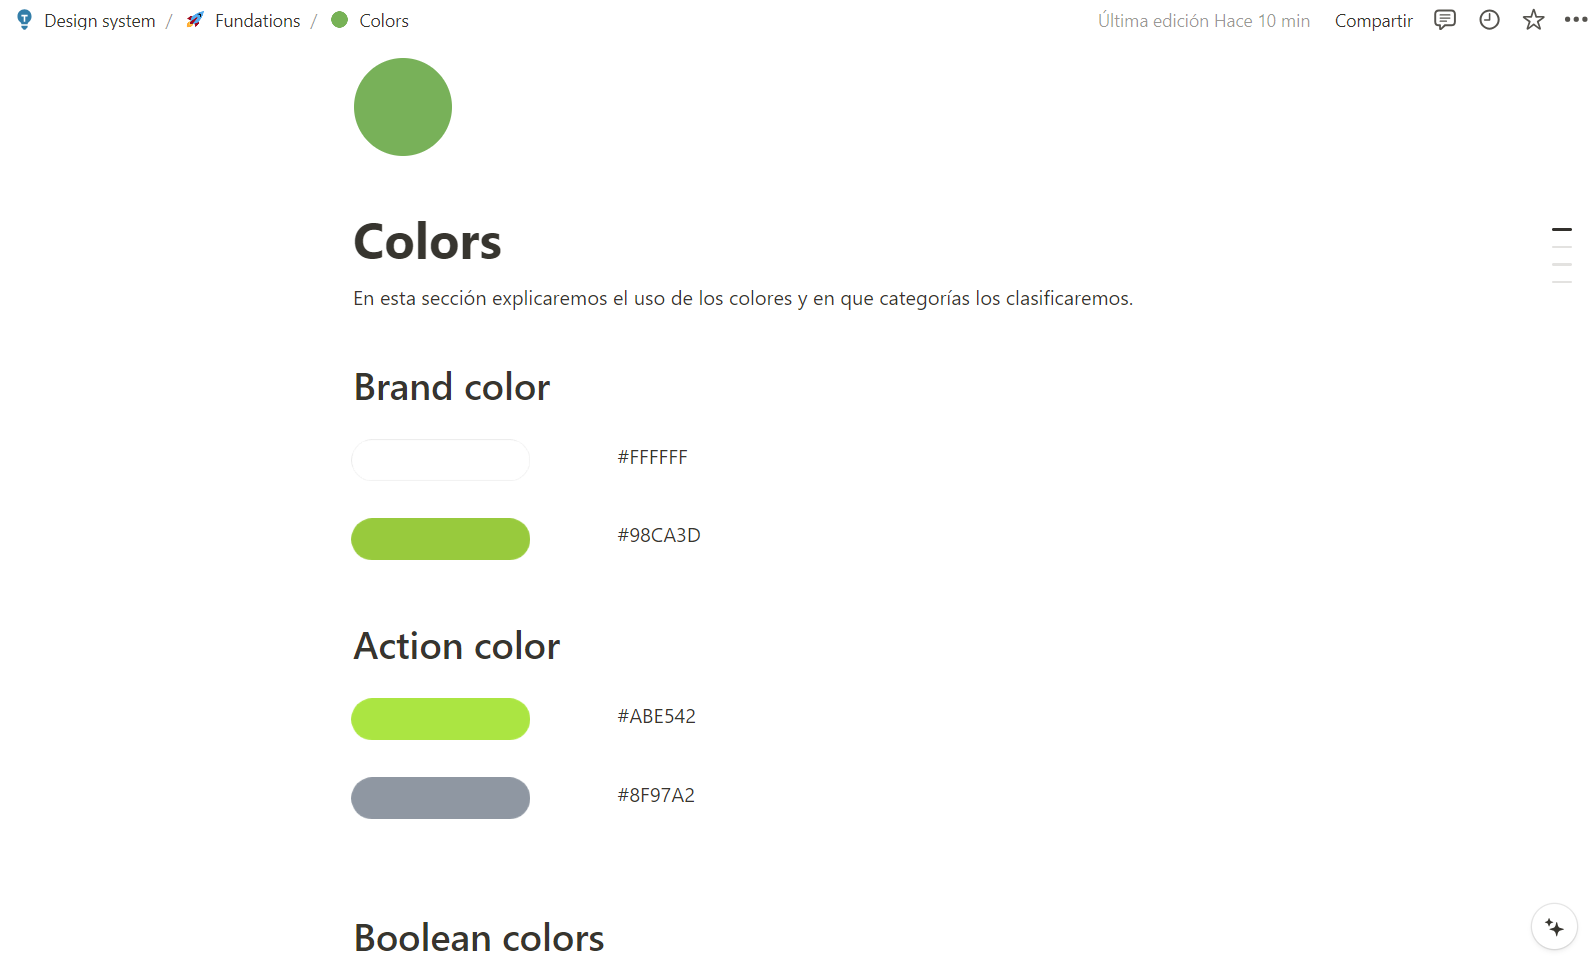 Design system / Fundations / Colors
Última edición Hace 10 min Compartir
Colors
En esta sección explicaremos el uso de los colores y en que categorías los clasificaremos.
Brand color
#FFFFFF
#98CA3D
Action color
#ABE542
#8F97A2
Boolean colors